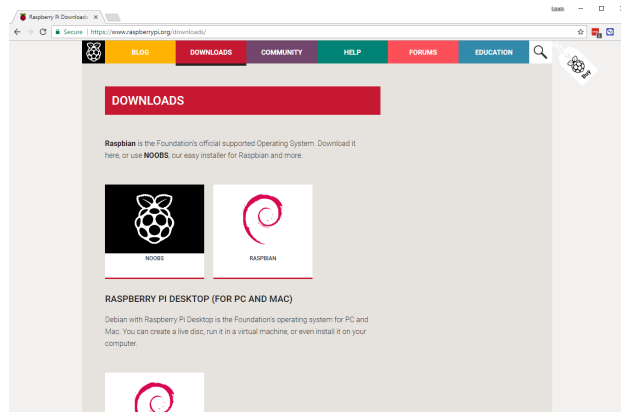 Raspberry Pi Downloads
Secure | https://www.raspberrypi.org/downloads/
BLOG DOWNLOADS COMMUNITY HELP FORUMS EDUCATION
Buy
DOWNLOADS
Raspbian is the Foundation's official supported Operating System. Download it
here, or use NOOBS, our easy installer for Raspbian and more.
NOOBS RASPBIAN
RASPBERRY PI DESKTOP (FOR PC AND MAC)
Debian with Raspberry Pi Desktop is the Foundation's operating system for PC and
Mac. You can create a live disc, run it in a virtual machine, or even install it on your
computer.